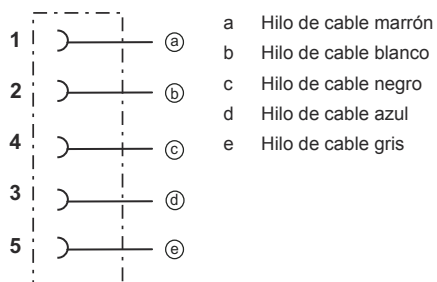 1 ⓐ
2 ⓑ
4 ⓒ
3 ⓓ
5 ⓔ
a Hilo de cable marrón
b Hilo de cable blanco
c Hilo de cable negro
d Hilo de cable azul
e Hilo de cable gris